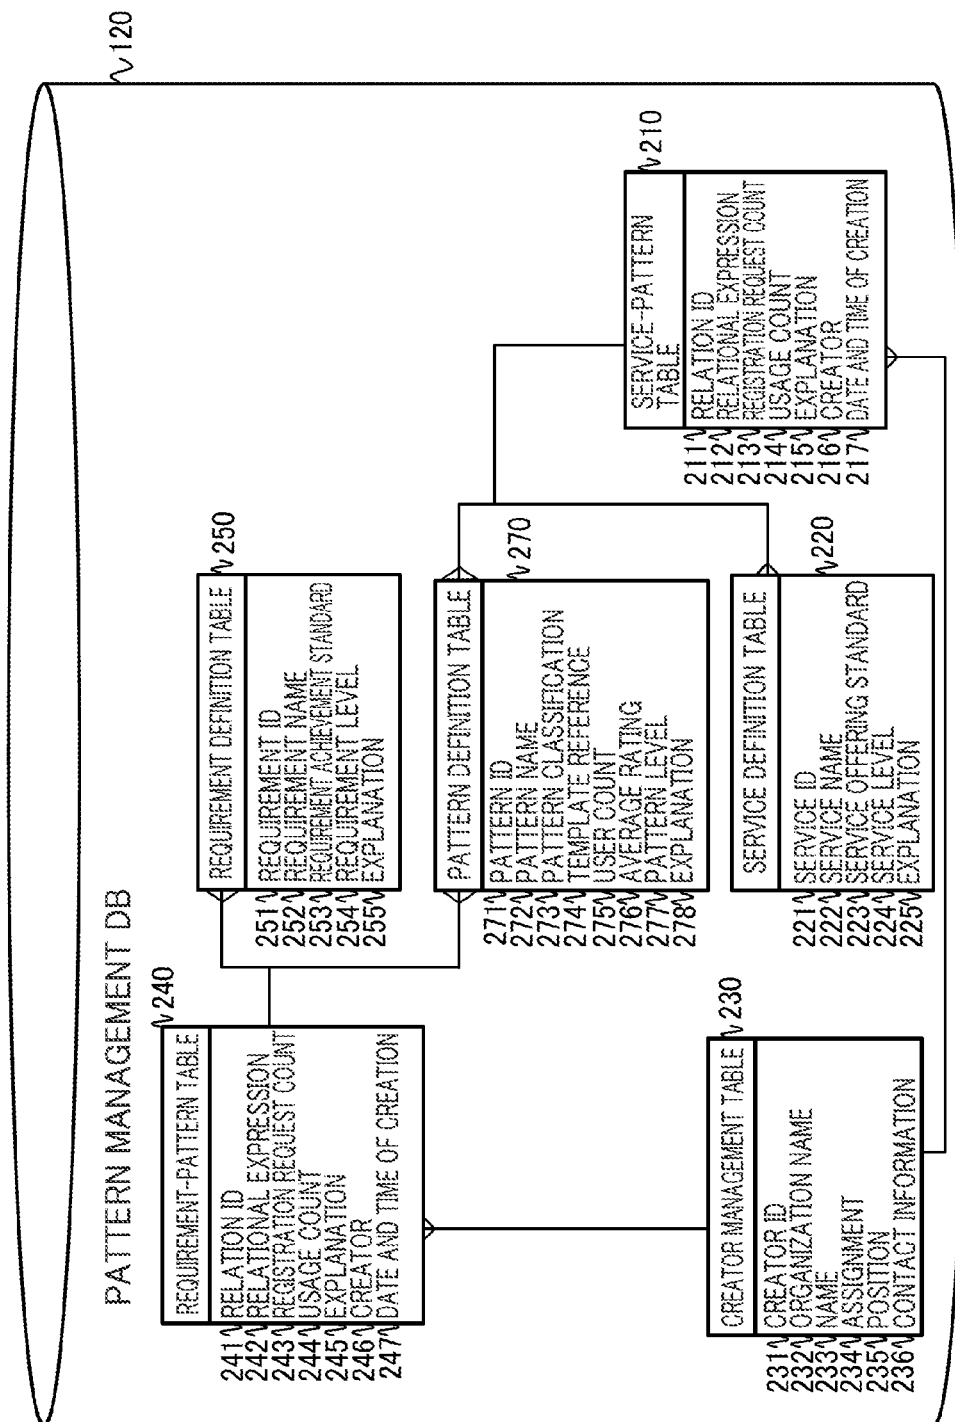 120
PATTERN MANAGEMENT DB
240
REQUIREMENT-PATTERN TABLE
241 RELATION ID
242 RELATIONAL EXPRESSION
243 REGISTRATION REQUEST COUNT
244 USAGE COUNT
245 EXPLANATION
246 CREATOR
247 DATE AND TIME OF CREATION
250
REQUIREMENT DEFINITION TABLE
251 REQUIREMENT ID
252 REQUIREMENT NAME
253 REQUIREMENT ACHIEVEMENT STANDARD
254 REQUIREMENT LEVEL
255 EXPLANATION
270
PATTERN DEFINITION TABLE
271 PATTERN ID
272 PATTERN NAME
273 PATTERN CLASSIFICATION
274 TEMPLATE REFERENCE
275 USER COUNT
276 AVERAGE RATING
277 PATTERN LEVEL
278 EXPLANATION
210
SERVICE-PATTERN
TABLE
211 RELATION ID
212 RELATIONAL EXPRESSION
213 REGISTRATION REQUEST COUNT
214 USAGE COUNT
215 EXPLANATION
216 CREATOR
217 DATE AND TIME OF CREATION
230
CREATOR MANAGEMENT TABLE
231 CREATOR ID
232 ORGANIZATION NAME
233 NAME
234 ASSIGNMENT
235 POSITION
236 CONTACT INFORMATION
220
SERVICE DEFINITION TABLE
221 SERVICE ID
222 SERVICE NAME
223 SERVICE OFFERING STANDARD
224 SERVICE LEVEL
225 EXPLANATION